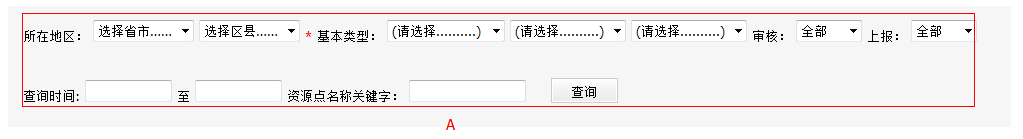 所在地区： 选择省市...... 选择区县...... * 基本类型： (请选择..........) (请选择..........) (请选择..........) 审核： 全部 上报： 全部
查询时间: 至 资源点名称关键字： 查询
A